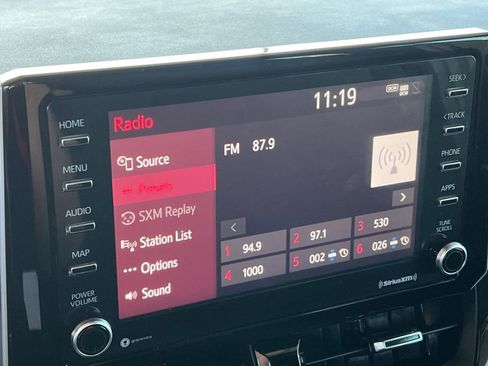 11:19
DCM
SEEK>
Radio
HOME
<TRACK
Source
FM 87.9
MENU
Presets
PHONE
SXM Replay
AUDIO
APPS
Station List
1 94.9
2 97.1
3 530
TUNE
SCROLL
MAP
Options
4 1000
5 002
6 026
POWER
VOLUME
Sound
SiriusXM
gracenote